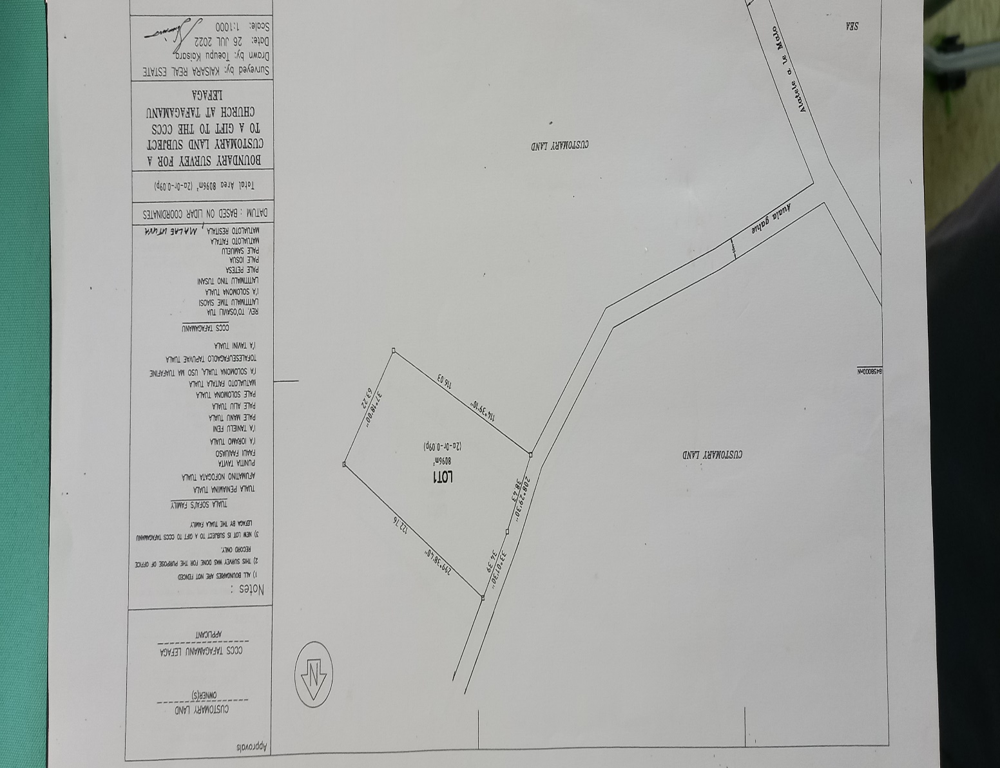 Approvals
CUSTOMARY LAND
OWNER(S)
CCCS TAFAGAMANU LEFAGA
APPLICANT
Notes :
1) ALL BOUNDARIES ARE NOT FENCED
2) THIS SURVEY WAS DONE FOR THE PURPOSE OF OFFICE
RECORD ONLY.
3) NEW LOT IS SUBJECT TO A GIFT TO CCCS TAFAGAMANU
LEFAGA BY THE TUALA FAMILY
TUALA SOFAI'S FAMILY
TUALA PENIAMINA TUALA
AFUMATINO NOFOGATA TUALA
PUNITIA TAVITA
FAAUI FANUASO
I'A IORAMO TUALA
I'A TANIELU FENI
PALE MANU TUALA
PALE ALIU TUALA
PALE SOLOMONA TUALA
MATUALOTO FAITALA TUALA
I'A SOLOMONA TUALA, USO MA TUAFAFINE
TOFALESEUFAGAOLO TAPUVAE TUALA
I'A TAVINI TUALA
CCCS TAFAGAMANU
REV. TO'OSAVILI TUA
LAITIIMALU TIME SIAOSI
I'A SOLOMONA TUALA
LAITIIMALU TINO TUSANI
PALE PETESA
PALE IOSUA
PALE SAMUELU
MATUALOTO FAITALA
MATUALOTO RESITALA,
DATUM : BASED ON LIDAR COORDINATES
Total Area 8096m² (2a-0r-0.09p)
BOUNDARY SURVEY FOR A
CUSTOMARY LAND SUBJECT
TO A GIFT TO THE CCCS
CHURCH AT TAFAGAMANU
LEFAGA
Surveyed by: KAISARA REAL ESTATE
Drawn by: Toeupu Kaisara
Date: 26 JUL 2022
Scale: 1:1000
N
33°01'30"
34.39
299°38'40"
122.76
208°29'30"
38.43
LOT1
8096m²
(2a-0r-0.09p)
37°18'00"
63.22
114°39'10"
116.03
CUSTOMARY LAND
8458000mN
Auala galue
CUSTOMARY LAND
Alatele a le Malo
SEA